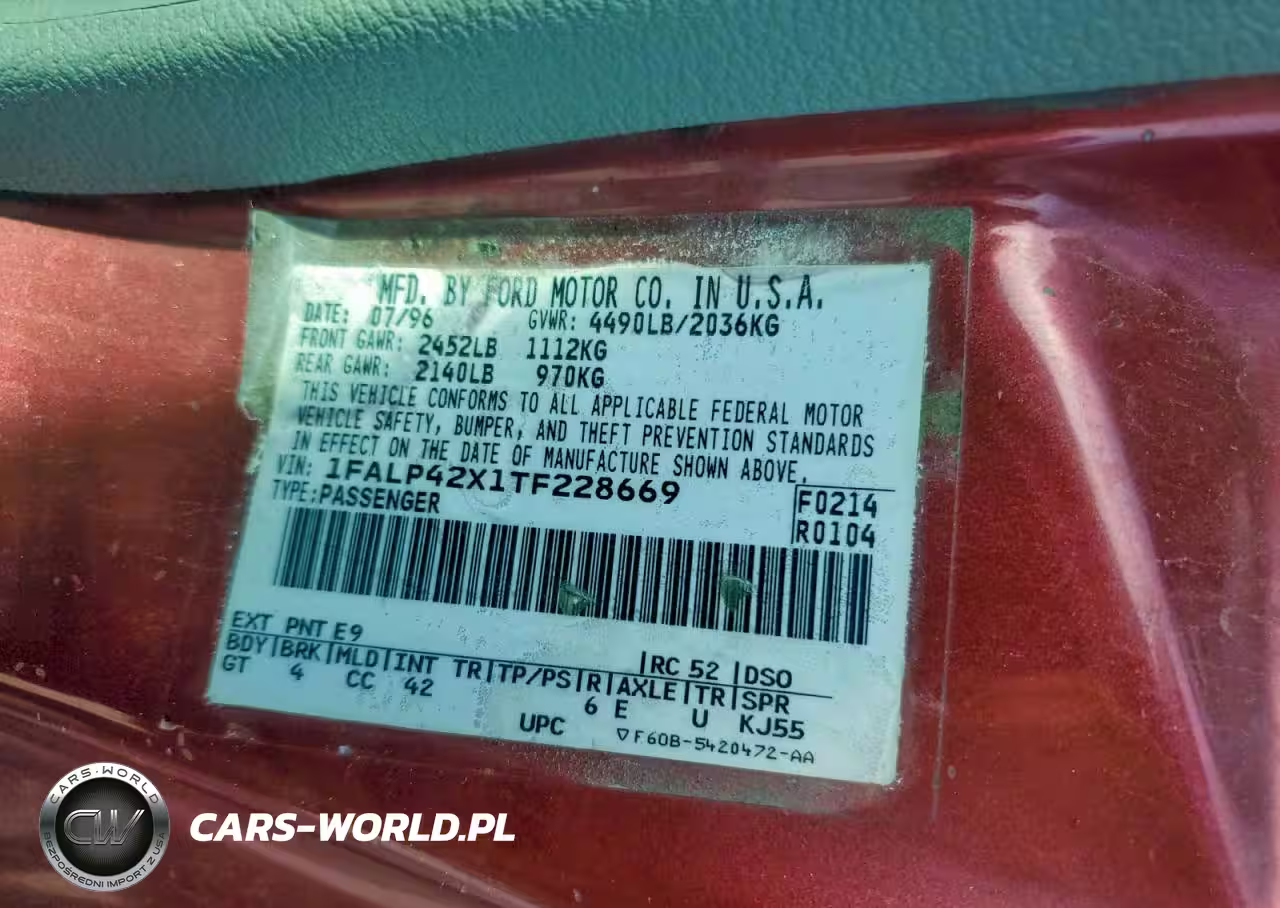 MFD. BY FORD MOTOR CO. IN U.S.A.
DATE: 07/96 GVWR: 4490LB/2036KG
FRONT GAWR: 2452LB 1112KG
REAR GAWR: 2140LB 970KG
THIS VEHICLE CONFORMS TO ALL APPLICABLE FEDERAL MOTOR
VEHICLE SAFETY, BUMPER, AND THEFT PREVENTION STANDARDS
IN EFFECT ON THE DATE OF MANUFACTURE SHOWN ABOVE.
VIN: 1FALP42X1TF228669
TYPE:PASSENGER
F0214
R0104
EXT PNT E9 |RC 52 |DSO
BDY|BRK|MLD|INT TR|TP/PS|R|AXLE|TR|SPR
GT 4 CC 42 6 E U KJ55
UPC ▽F60B-5420472-AA
CARS-WORLD
CW
BEZPOŚREDNI IMPORT Z USA
CARS-WORLD.PL